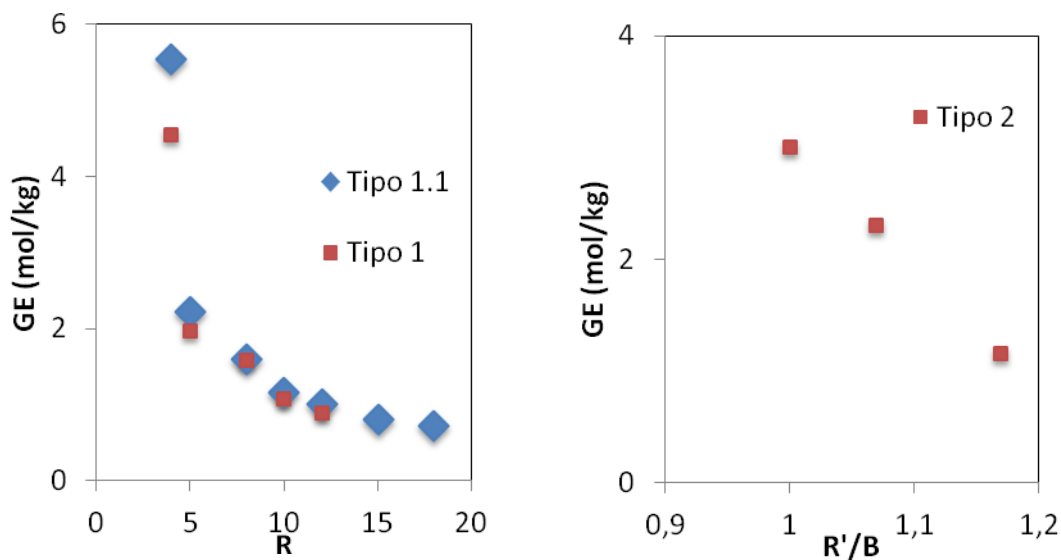 6
4
2
0
GE (mol/kg)
Tipo 1.1
Tipo 1
0 5 10 15 20
R
4
2
0
GE (mol/kg)
Tipo 2
0,9 1 1,1 1,2
R'/B